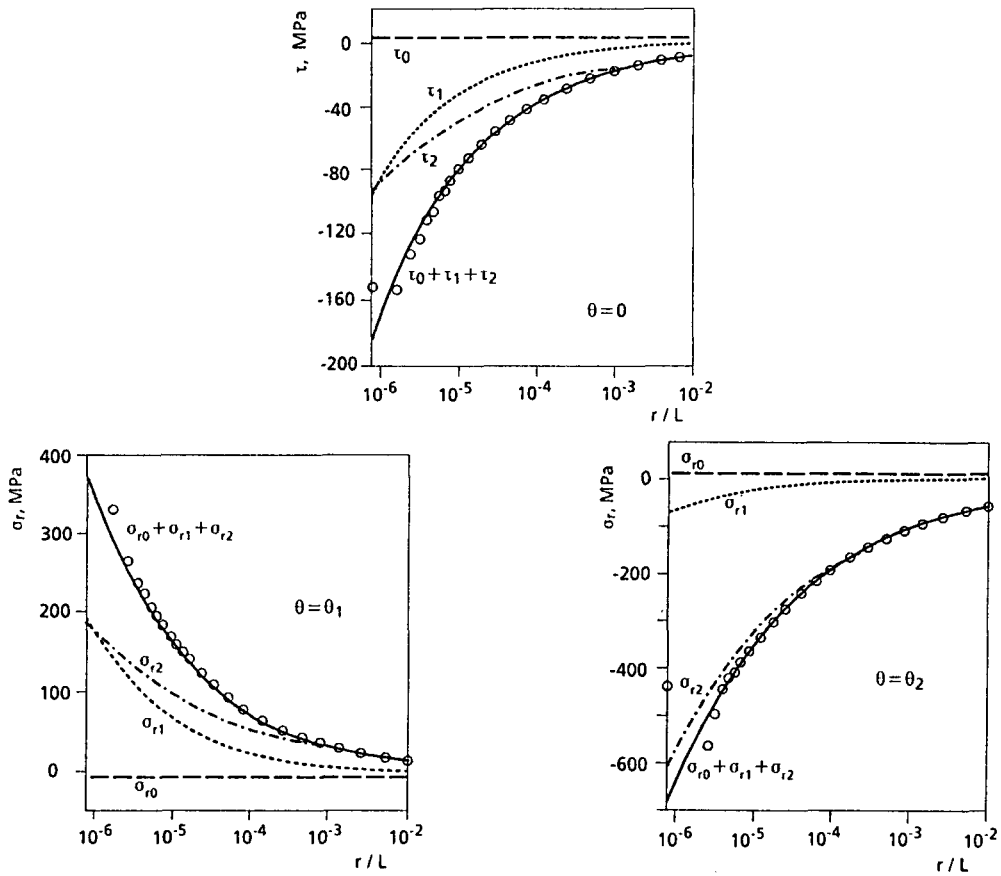 τ, MPa
0
-40
-80
-120
-160
-200
τ₀
τ₁
τ₂
τ₀ + τ₁ + τ₂
θ = 0
10⁻⁶ 10⁻⁵ 10⁻⁴ 10⁻³ 10⁻²
r / L
σᵣ, MPa
400
300
200
100
0
σᵣ₀ + σᵣ₁ + σᵣ₂
θ = θ₁
σᵣ₂
σᵣ₁
σᵣ₀
10⁻⁶ 10⁻⁵ 10⁻⁴ 10⁻³ 10⁻²
r / L
σᵣ, MPa
0
-200
-400
-600
σᵣ₀
σᵣ₁
σᵣ₂
θ = θ₂
σᵣ₀ + σᵣ₁ + σᵣ₂
10⁻⁶ 10⁻⁵ 10⁻⁴ 10⁻³ 10⁻²
r / L